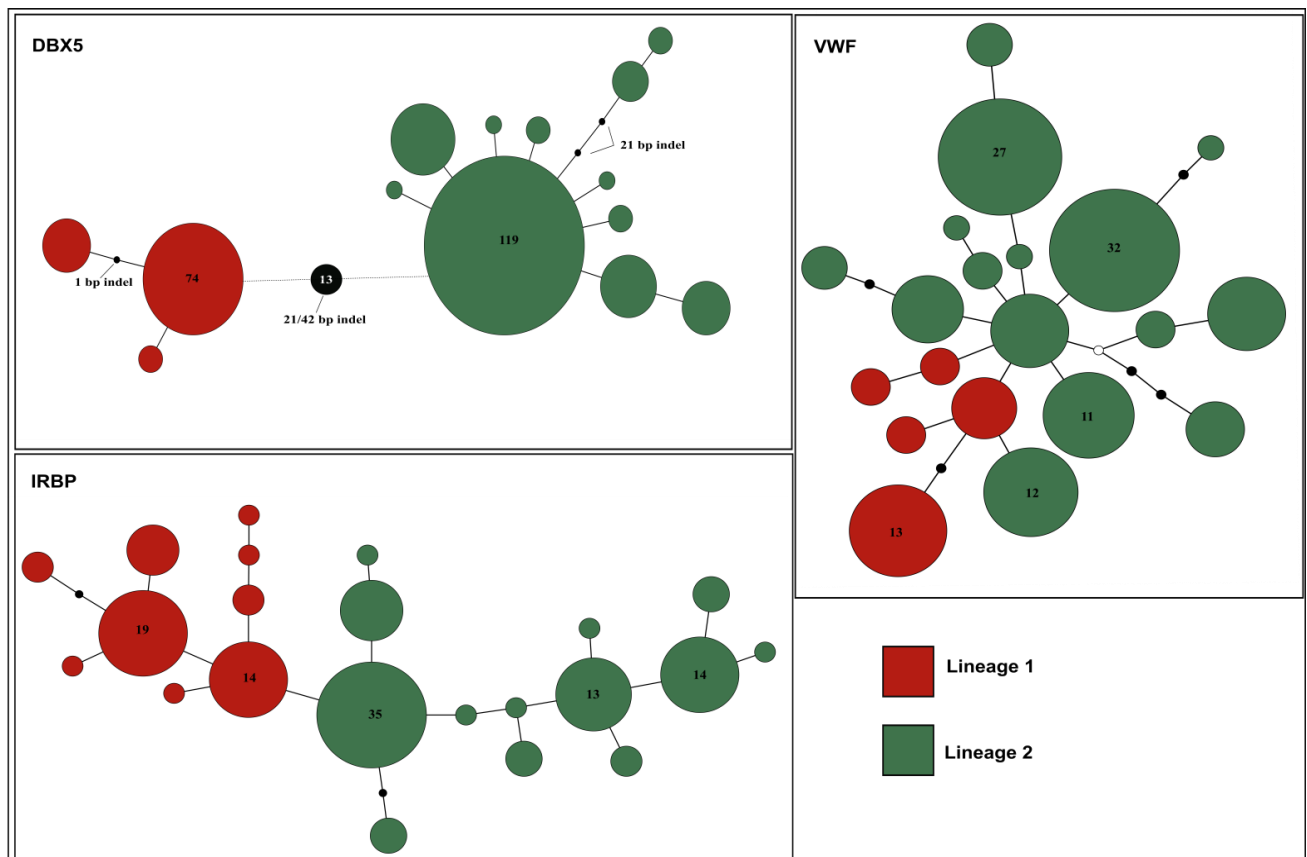 DBX5
21 bp indel
119
74
13
1 bp indel
21/42 bp indel
VWF
27
32
11
12
13
IRBP
19
14
35
13
14
Lineage 1
Lineage 2